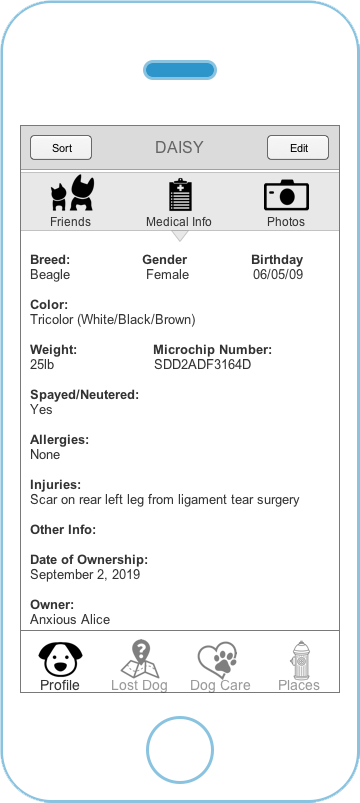 Sort DAISY Edit
Friends Medical Info Photos
Breed: Gender Birthday
Beagle Female 06/05/09
Color:
Tricolor (White/Black/Brown)
Weight: Microchip Number:
25lb SDD2ADF3164D
Spayed/Neutered:
Yes
Allergies:
None
Injuries:
Scar on rear left leg from ligament tear surgery
Other Info:
Date of Ownership:
September 2, 2019
Owner:
Anxious Alice
?
Profile Lost Dog Dog Care Places